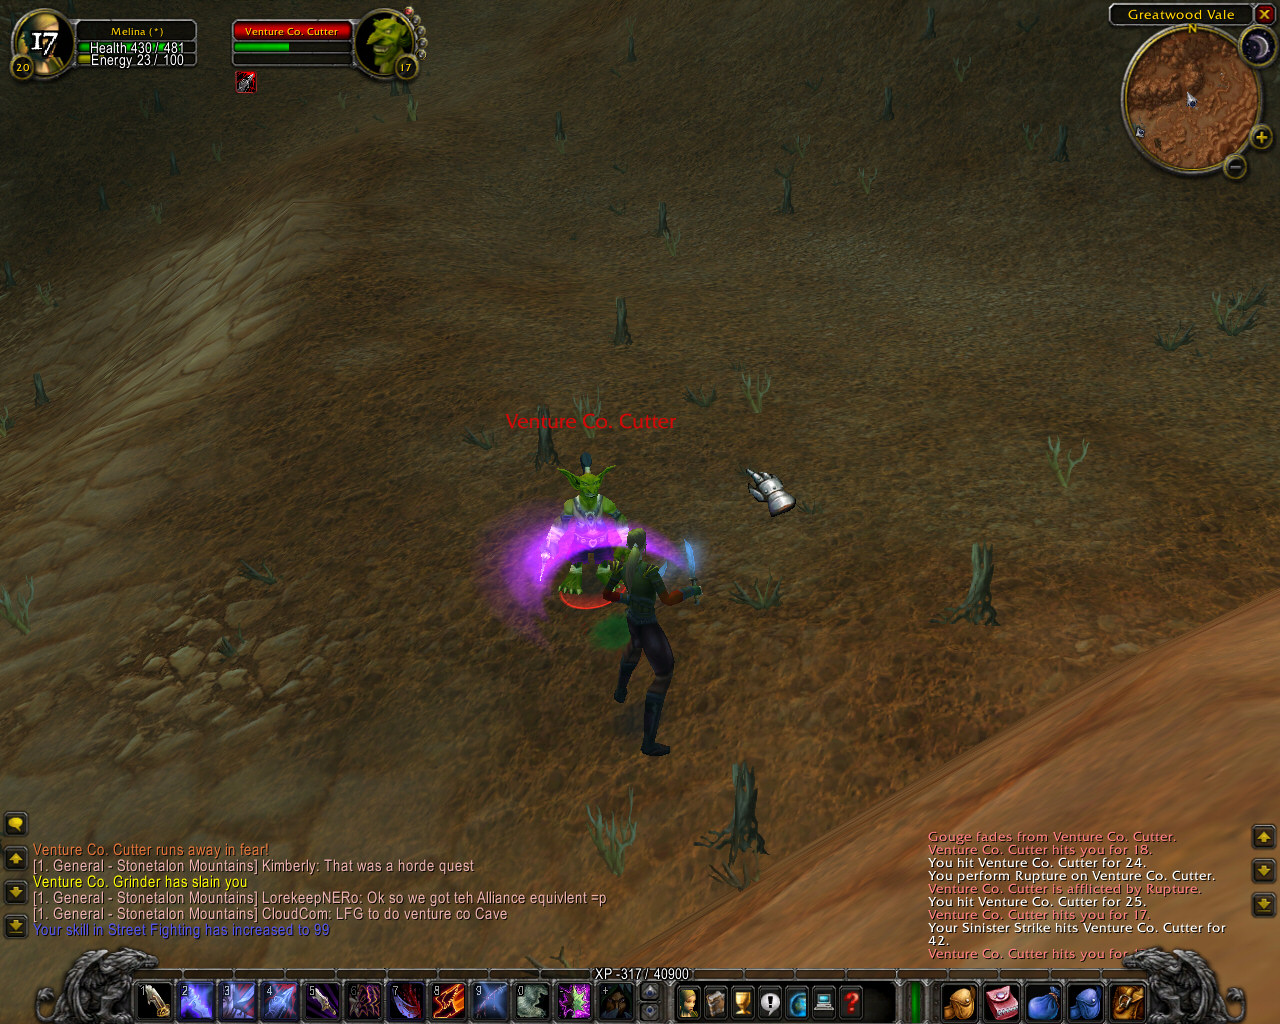 Melina (*)
17
Health 430 / 481
Energy 23 / 100
20
Venture Co. Cutter
17
Greatwood Vale
N
Venture Co. Cutter
Venture Co. Cutter runs away in fear!
[1. General - Stonetalon Mountains] Kimberly: That was a horde quest
Venture Co. Grinder has slain you
[1. General - Stonetalon Mountains] LorekeepNERo: Ok so we got teh Alliance equivlent =p
[1. General - Stonetalon Mountains] CloudCom: LFG to do venture co Cave
Your skill in Street Fighting has increased to 99
Gouge fades from Venture Co. Cutter.
Venture Co. Cutter hits you for 18.
You hit Venture Co. Cutter for 24.
You perform Rupture on Venture Co. Cutter.
Venture Co. Cutter is afflicted by Rupture.
You hit Venture Co. Cutter for 25.
Venture Co. Cutter hits you for 17.
Your Sinister Strike hits Venture Co. Cutter for
42.
Venture Co. Cutter hits you for
XP -317 / 40900
1 2 3 4 5 6 7 8 9 0 - +